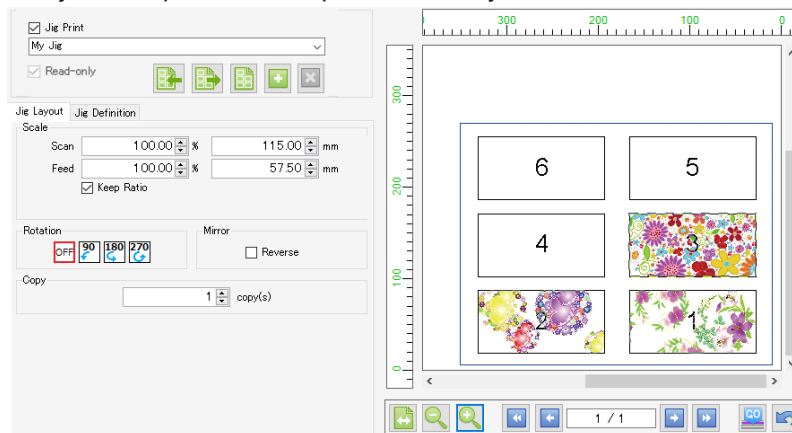 Jig Print
My Jig
Read-only
Jig Layout Jig Definition
Scale
Scan 100.00 % 115.00 mm
Feed 100.00 % 57.50 mm
Keep Ratio
Rotation Mirror
OFF 90 180 270 Reverse
Copy
1 copy(s)
300 200 100 0
300
200
100
0
6 5
4 3
2 1
1 / 1
GO